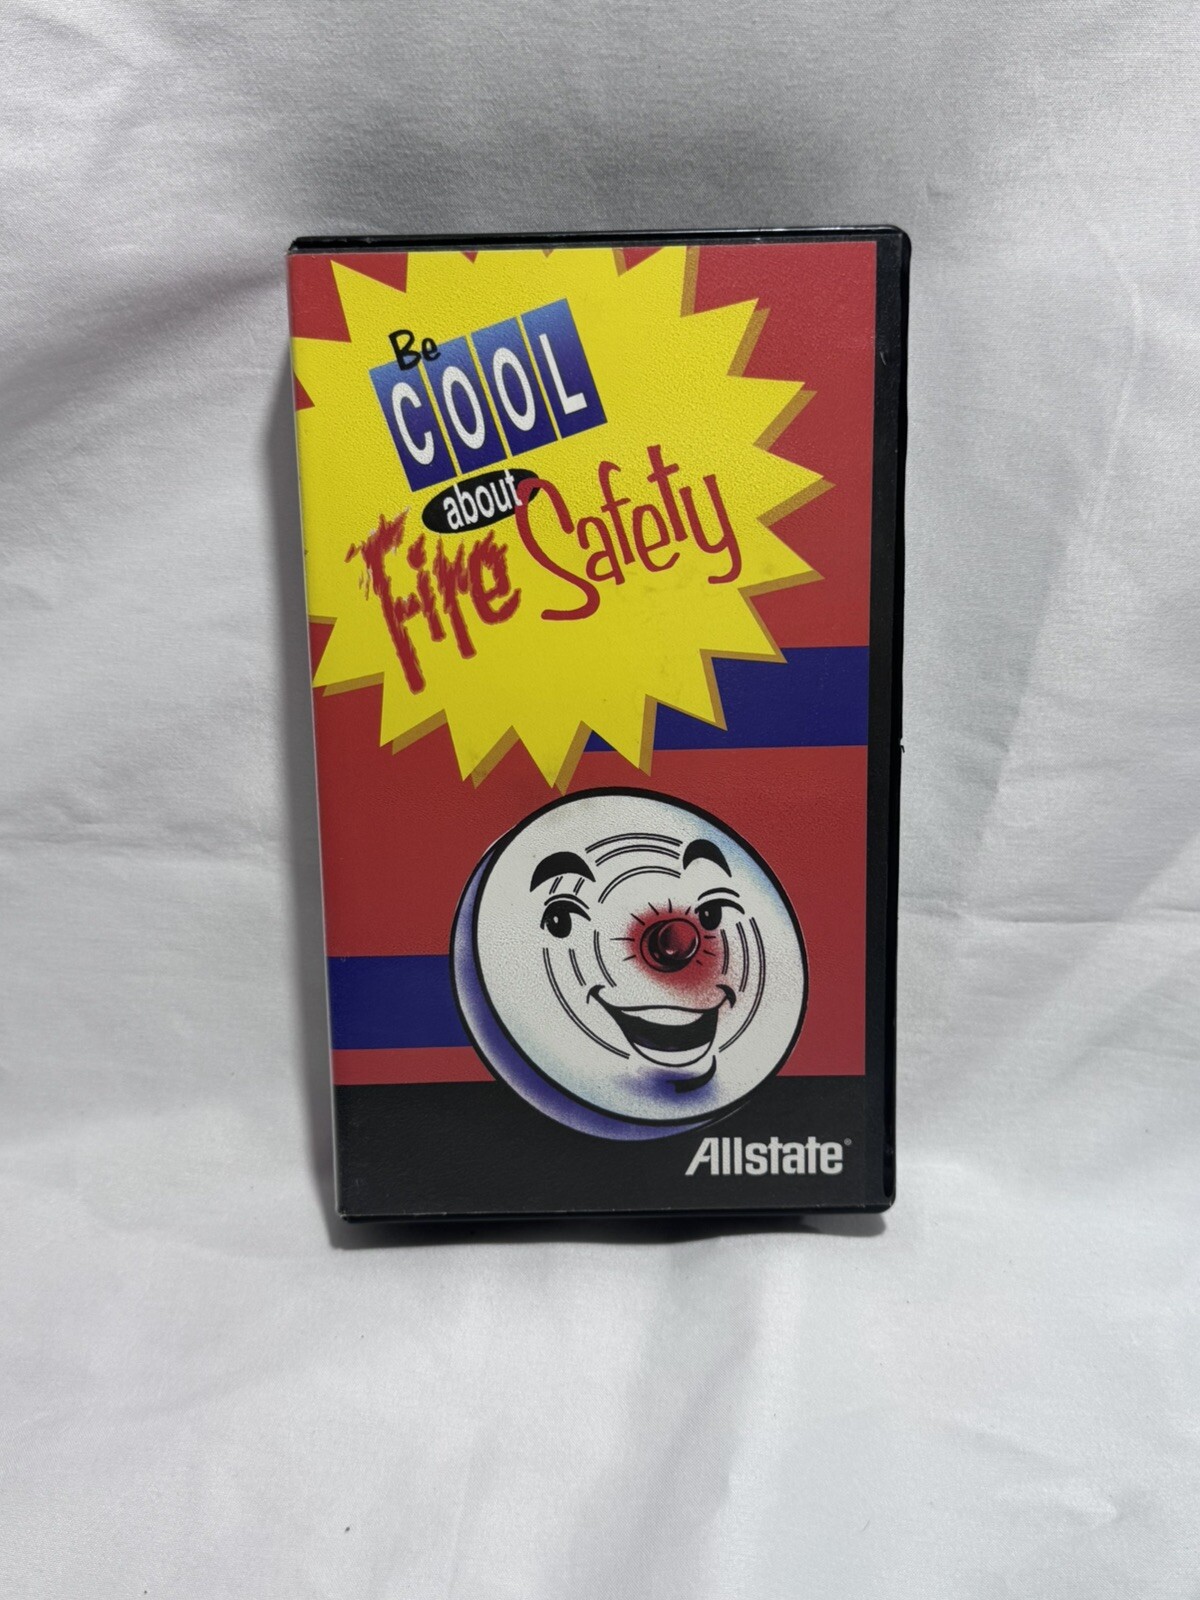 Be
COOL
about
Fire Safety
Allstate®